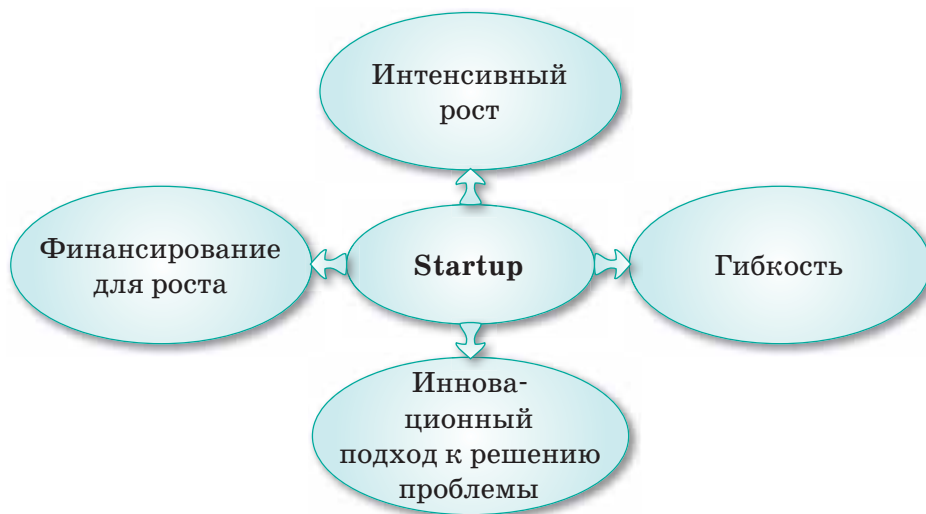 Интенсивный
рост
Финансирование
для роста
Startup
Гибкость
Иннова-
ционный
подход к решению
проблемы